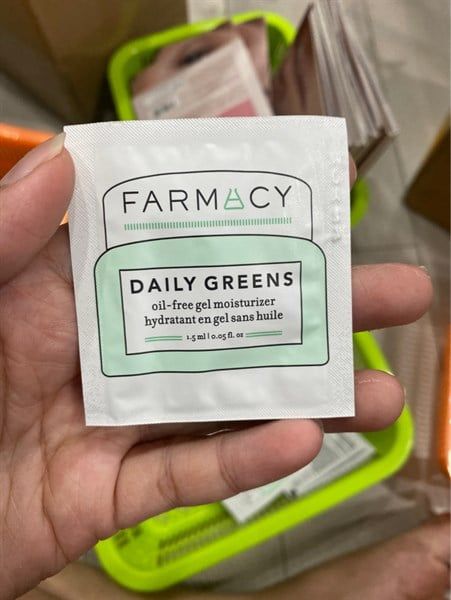 FARMACY
DAILY GREENS
oil-free gel moisturizer
hydratant en gel sans huile
1.5 ml | 0.05 fl. oz